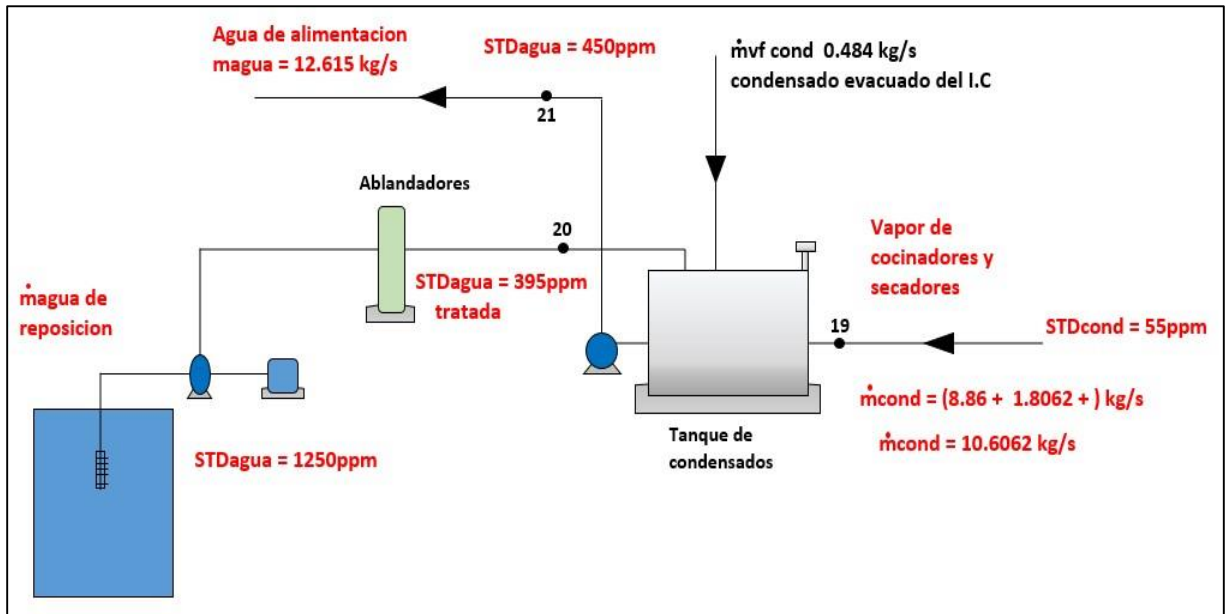 Agua de alimentacion
magua = 12.615 kg/s
STDagua = 450ppm
ṁvf cond 0.484 kg/s
condensado evacuado del I.C
21
Ablandadores
20
Vapor de
cocinadores y
secadores
ṁagua de
reposicion
STDagua = 395ppm
tratada
19
STDcond = 55ppm
ṁcond = (8.86 + 1.8062 + ) kg/s
Tanque de
condensados
ṁcond = 10.6062 kg/s
STDagua = 1250ppm